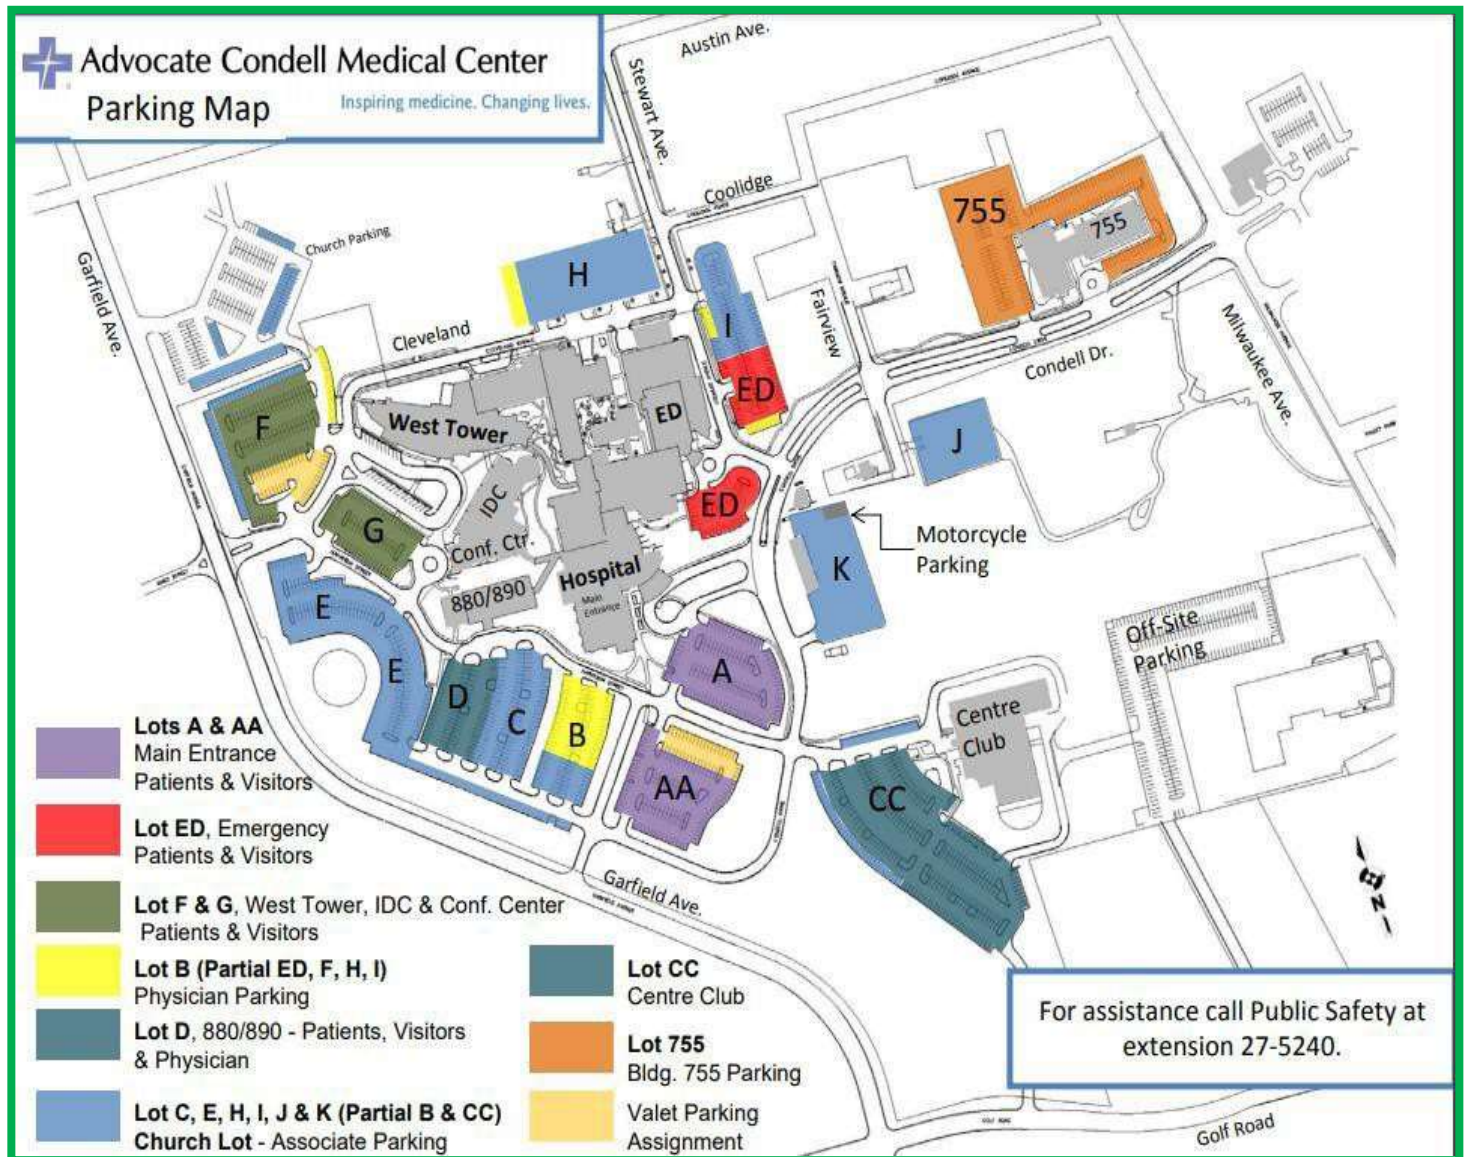 Advocate Condell Medical Center
Parking Map
Inspiring medicine. Changing lives.
Austin Ave.
Stewart Ave.
Coolidge
Church Parking
Garfield Ave.
Cleveland
H
I
ED
Fairview
755
755
Condell Dr.
Milwaukee Ave.
F
West Tower
ED
J
G
IDC
Conf. Ctr.
ED
Motorcycle
Parking
K
Hospital
Main
Entrance
880/890
E
E
D
C
B
A
AA
Off-Site
Parking
Centre
Club
CC
Garfield Ave.
Golf Road
N
Lots A & AA
Main Entrance
Patients & Visitors
Lot ED, Emergency
Patients & Visitors
Lot F & G, West Tower, IDC & Conf. Center
Patients & Visitors
Lot B (Partial ED, F, H, I)
Physician Parking
Lot D, 880/890 - Patients, Visitors
& Physician
Lot C, E, H, I, J & K (Partial B & CC)
Church Lot - Associate Parking
Lot CC
Centre Club
Lot 755
Bldg. 755 Parking
Valet Parking
Assignment
For assistance call Public Safety at
extension 27-5240.